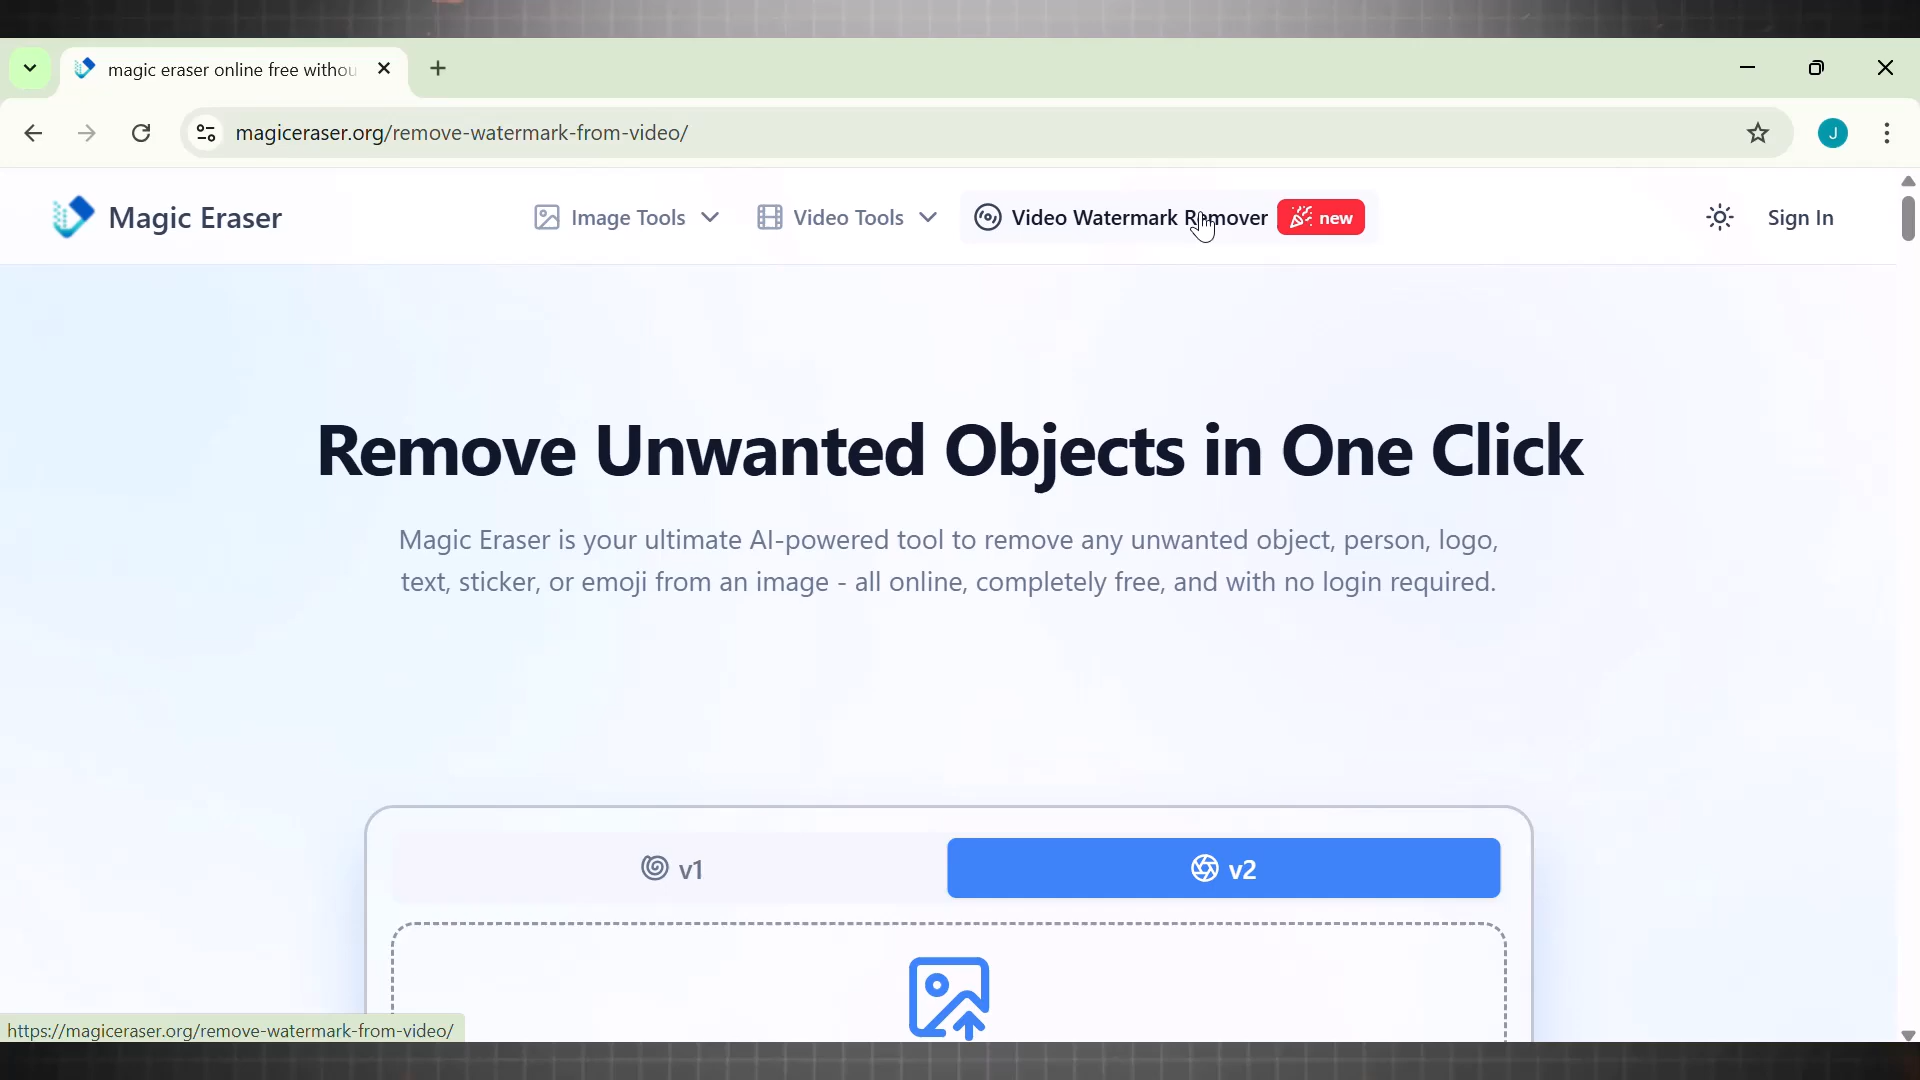 magic eraser online free withou
magiceraser.org/remove-watermark-from-video/
J
Magic Eraser
Image Tools
Video Tools
Video Watermark Remover
new
Sign In
Remove Unwanted Objects in One Click
Magic Eraser is your ultimate AI-powered tool to remove any unwanted object, person, logo,
text, sticker, or emoji from an image - all online, completely free, and with no login required.
v1
v2
https://magiceraser.org/remove-watermark-from-video/